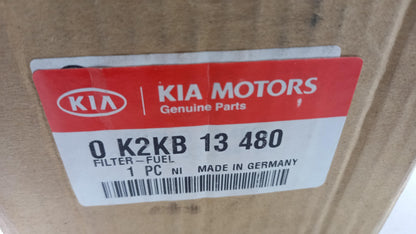 KIA
KIA MOTORS
Genuine Parts
0 K2KB 13 480
FILTER-FUEL
1 PC NI MADE IN GERMANY